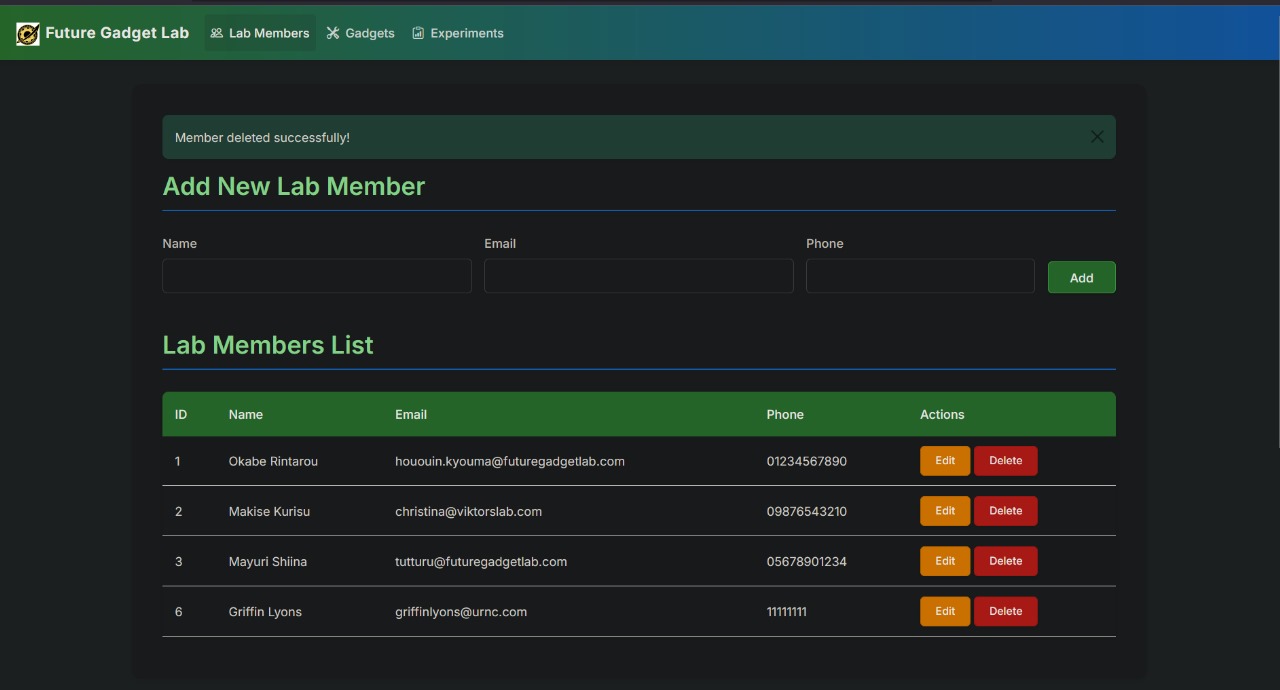 Future Gadget Lab Lab Members Gadgets Experiments
Member deleted successfully!
Add New Lab Member
Name Email Phone
Add
Lab Members List
ID Name Email Phone Actions
1 Okabe Rintarou hououin.kyouma@futuregadgetlab.com 01234567890 Edit Delete
2 Makise Kurisu christina@viktorslab.com 09876543210 Edit Delete
3 Mayuri Shiina tutturu@futuregadgetlab.com 05678901234 Edit Delete
6 Griffin Lyons griffinlyons@urnc.com 11111111 Edit Delete